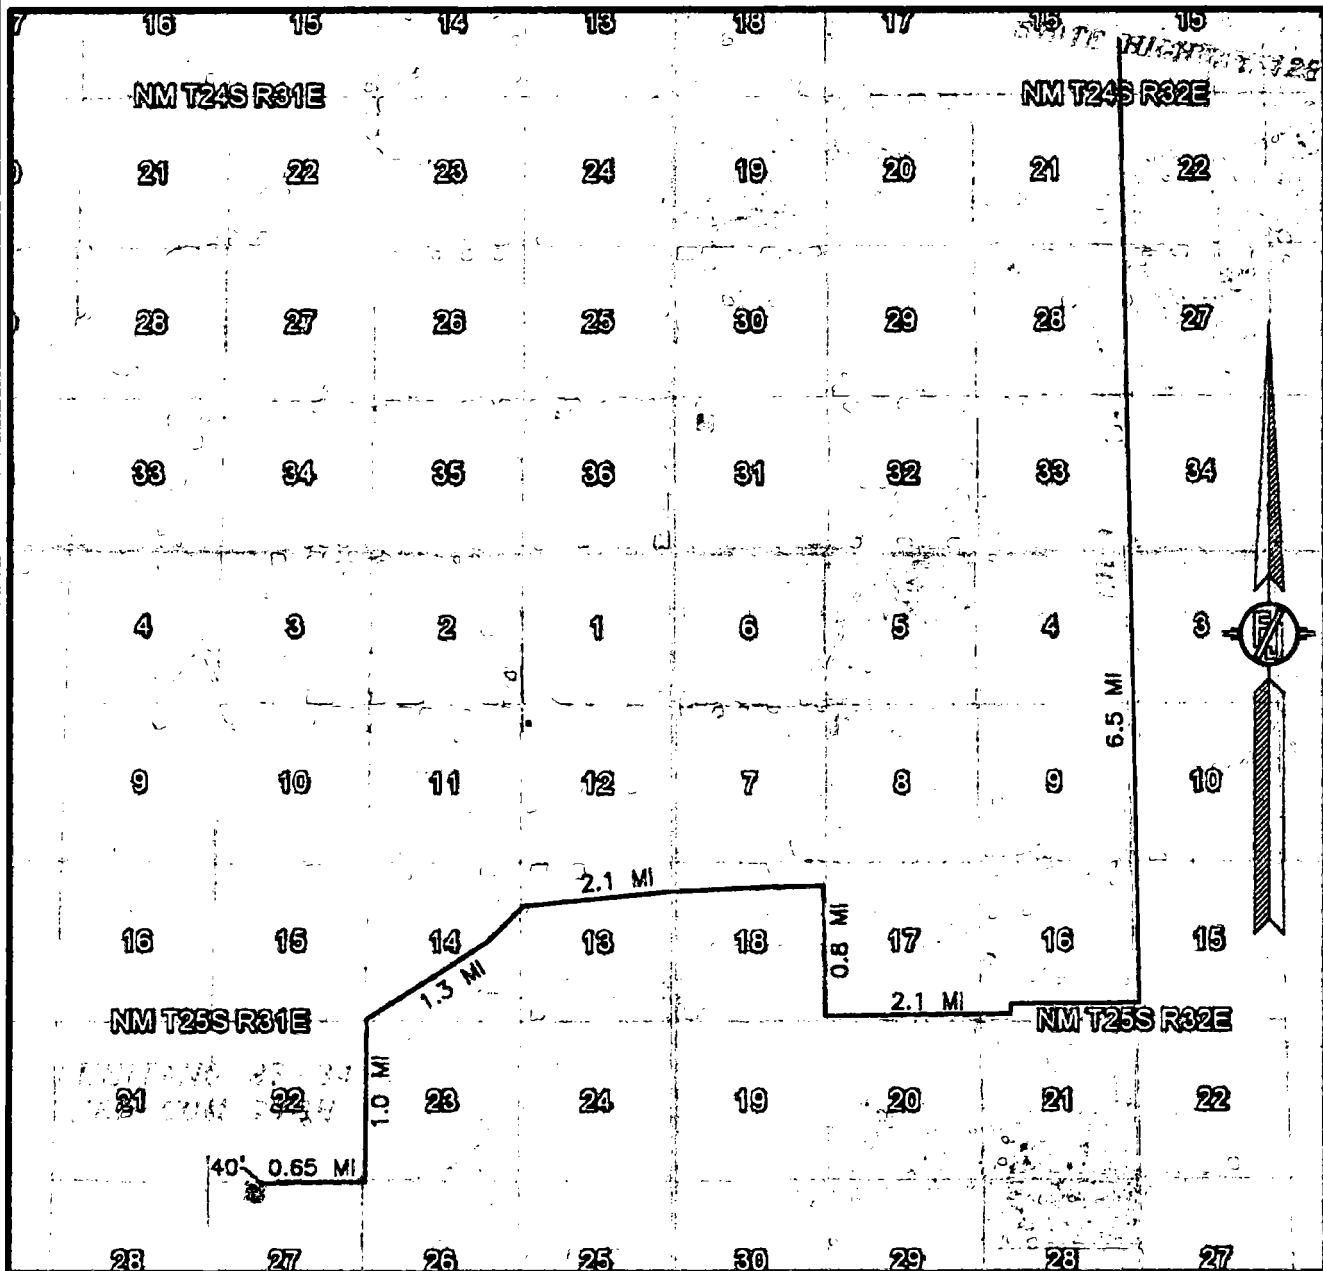 16 15 14 13 18 17 15
STATE HIGHWAY 128
NM T24S R31E NM T24S R32E
21 22 23 24 19 20 21 22
28 27 26 25 30 29 28 27
33 34 35 36 31 32 33 34
4 3 2 1 6 5 4 3
6.5 MI
9 10 11 12 7 8 9 10
2.1 MI
16 15 14 13 18 0.8 MI 17 16 15
1.3 MI
2.1 MI
NM T25S R31E NM T25S R32E
21 22 1.0 MI 23 24 19 20 21 22
40' 0.65 MI
28 27 26 25 30 29 28 27